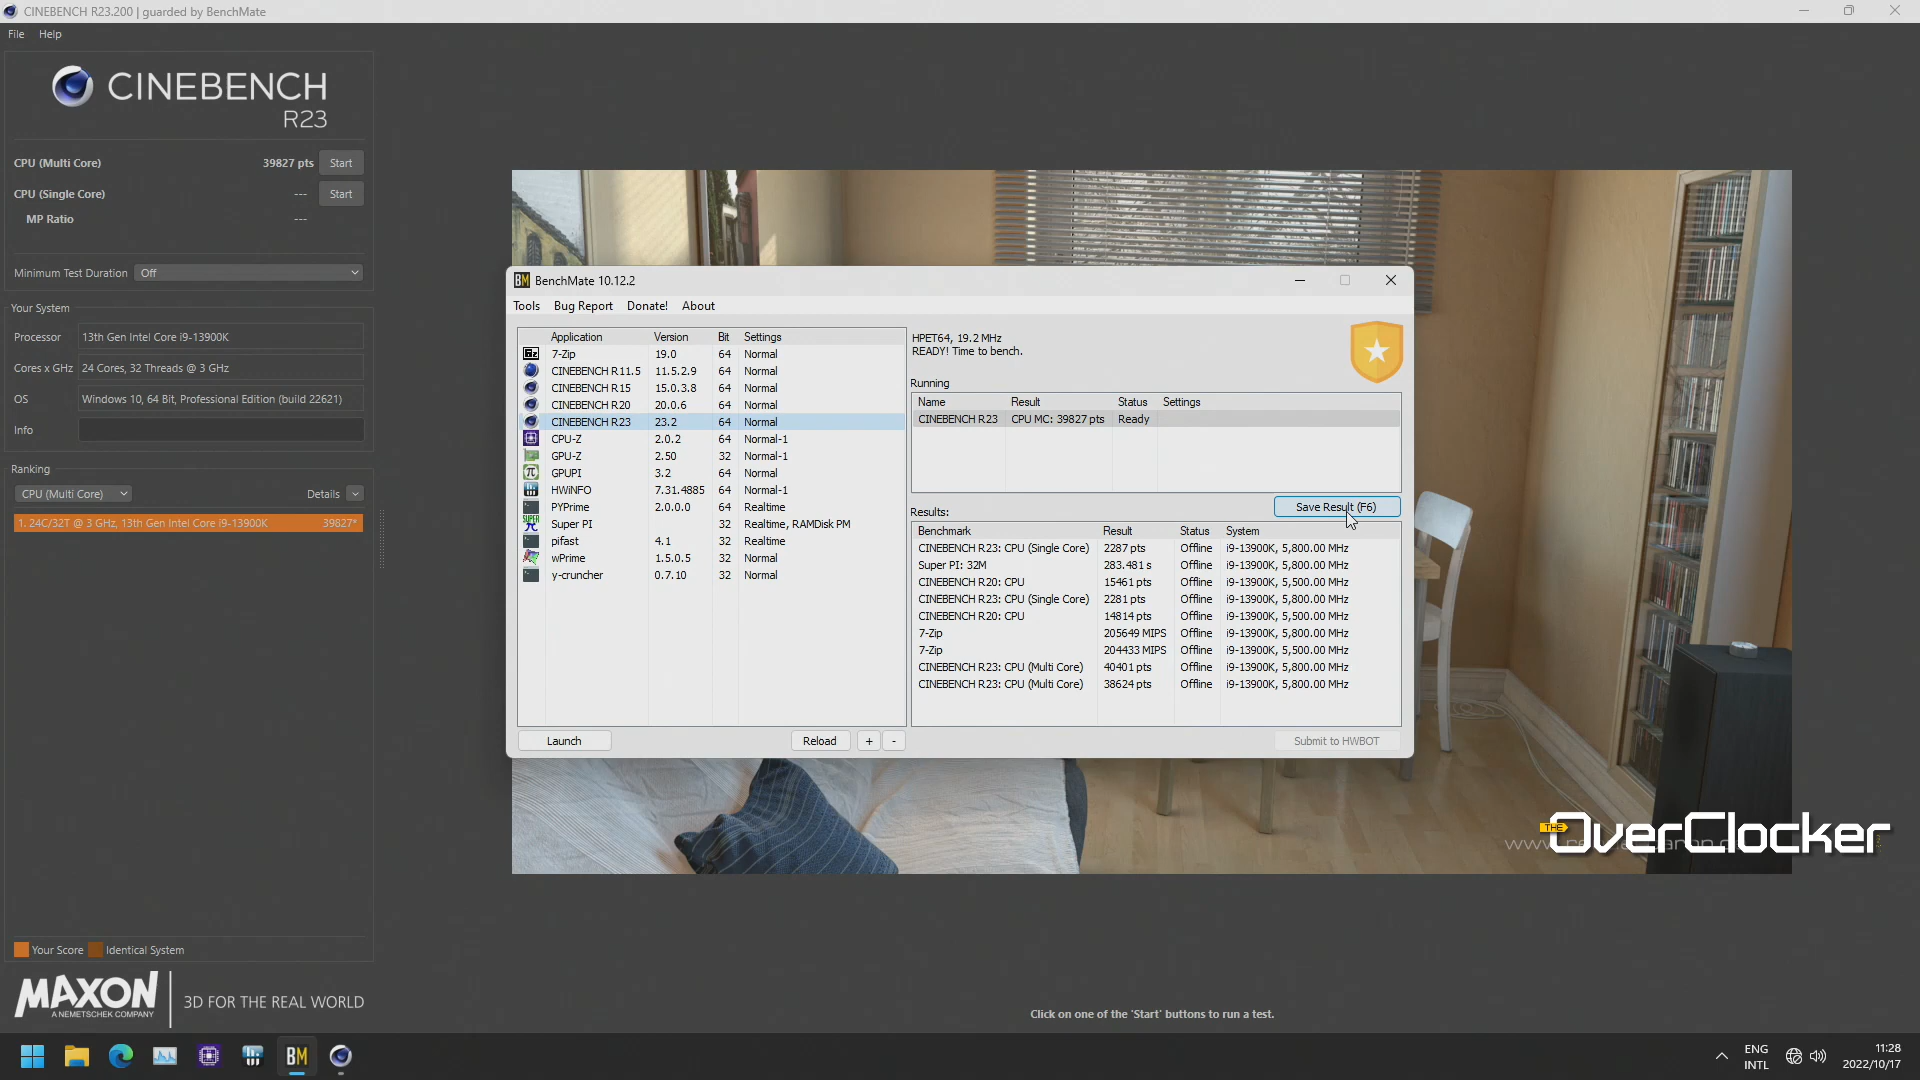 CINEBENCH R23.200 | guarded by BenchMate
File Help
CINEBENCH
R23
CPU (Multi Core) 39827 pts Start
CPU (Single Core) --- Start
MP Ratio ---
Minimum Test Duration Off
Your System
Processor 13th Gen Intel Core i9-13900K
Cores x GHz 24 Cores, 32 Threads @ 3 GHz
OS Windows 10, 64 Bit, Professional Edition (build 22621)
Info
Ranking
CPU (Multi Core) Details
1. 24C/32T @ 3 GHz, 13th Gen Intel Core i9-13900K 39827*
Your Score Identical System
MAXON
A NEMETSCHEK COMPANY
3D FOR THE REAL WORLD
BM BenchMate 10.12.2
Tools Bug Report Donate! About
Application Version Bit Settings
7-Zip 19.0 64 Normal
CINEBENCH R11.5 11.5.2.9 64 Normal
CINEBENCH R15 15.0.3.8 64 Normal
CINEBENCH R20 20.0.6 64 Normal
CINEBENCH R23 23.2 64 Normal
CPU-Z 2.0.2 64 Normal-1
GPU-Z 2.50 32 Normal-1
GPUPI 3.2 64 Normal
HWiNFO 7.31.4885 64 Normal-1
PYPrime 2.0.0.0 64 Realtime
Super PI 32 Realtime, RAMDisk PM
pifast 4.1 32 Realtime
wPrime 1.5.0.5 32 Normal
y-cruncher 0.7.10 32 Normal
Launch Reload + -
HPET64, 19.2 MHz
READY! Time to bench.
Running
Name Result Status Settings
CINEBENCH R23 CPU MC: 39827 pts Ready
Save Result (F6)
Results:
Benchmark Result Status System
CINEBENCH R23: CPU (Single Core) 2287 pts Offline i9-13900K, 5,800.00 MHz
Super PI: 32M 283.481 s Offline i9-13900K, 5,800.00 MHz
CINEBENCH R20: CPU 15461 pts Offline i9-13900K, 5,500.00 MHz
CINEBENCH R23: CPU (Single Core) 2281 pts Offline i9-13900K, 5,800.00 MHz
CINEBENCH R20: CPU 14814 pts Offline i9-13900K, 5,500.00 MHz
7-Zip 205649 MIPS Offline i9-13900K, 5,800.00 MHz
7-Zip 204433 MIPS Offline i9-13900K, 5,500.00 MHz
CINEBENCH R23: CPU (Multi Core) 40401 pts Offline i9-13900K, 5,800.00 MHz
CINEBENCH R23: CPU (Multi Core) 38624 pts Offline i9-13900K, 5,800.00 MHz
Submit to HWBOT
THE OverClocker
Click on one of the 'Start' buttons to run a test.
BM
ENG
INTL
11:28
2022/10/17